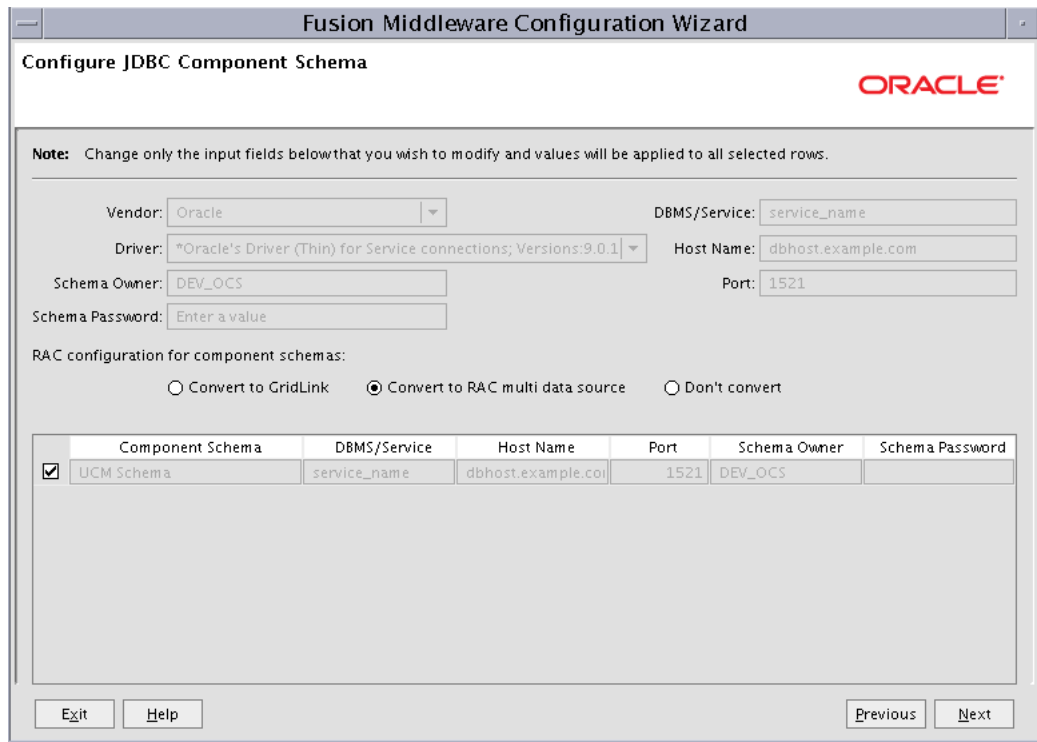 Fusion Middleware Configuration Wizard
Configure JDBC Component Schema
ORACLE
Note: Change only the input fields below that you wish to modify and values will be applied to all selected rows.
Vendor: Oracle DBMS/Service: service_name
Driver: *Oracle's Driver (Thin) for Service connections; Versions:9.0.1 Host Name: dbhost.example.com
Schema Owner: DEV_OCS Port: 1521
Schema Password: Enter a value
RAC configuration for component schemas:
Convert to GridLink Convert to RAC multi data source Don't convert
Component Schema DBMS/Service Host Name Port Schema Owner Schema Password
UCM Schema service_name dbhost.example.co 1521 DEV_OCS
Exit Help Previous Next